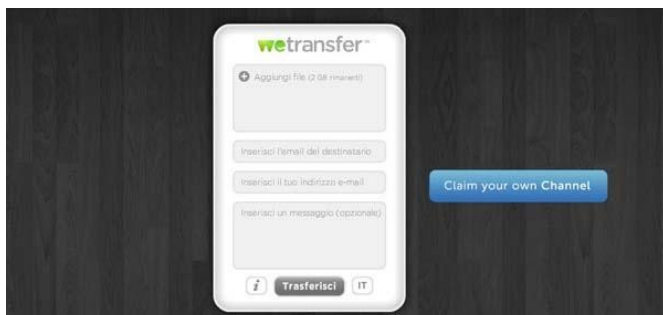 wetransfer™
Aggiungi file (2 GB rimanenti)
Inserisci l'email del destinatario
Inserisci il tuo indirizzo e-mail
Inserisci un messaggio (opzionale)
i Trasferisci IT
Claim your own Channel